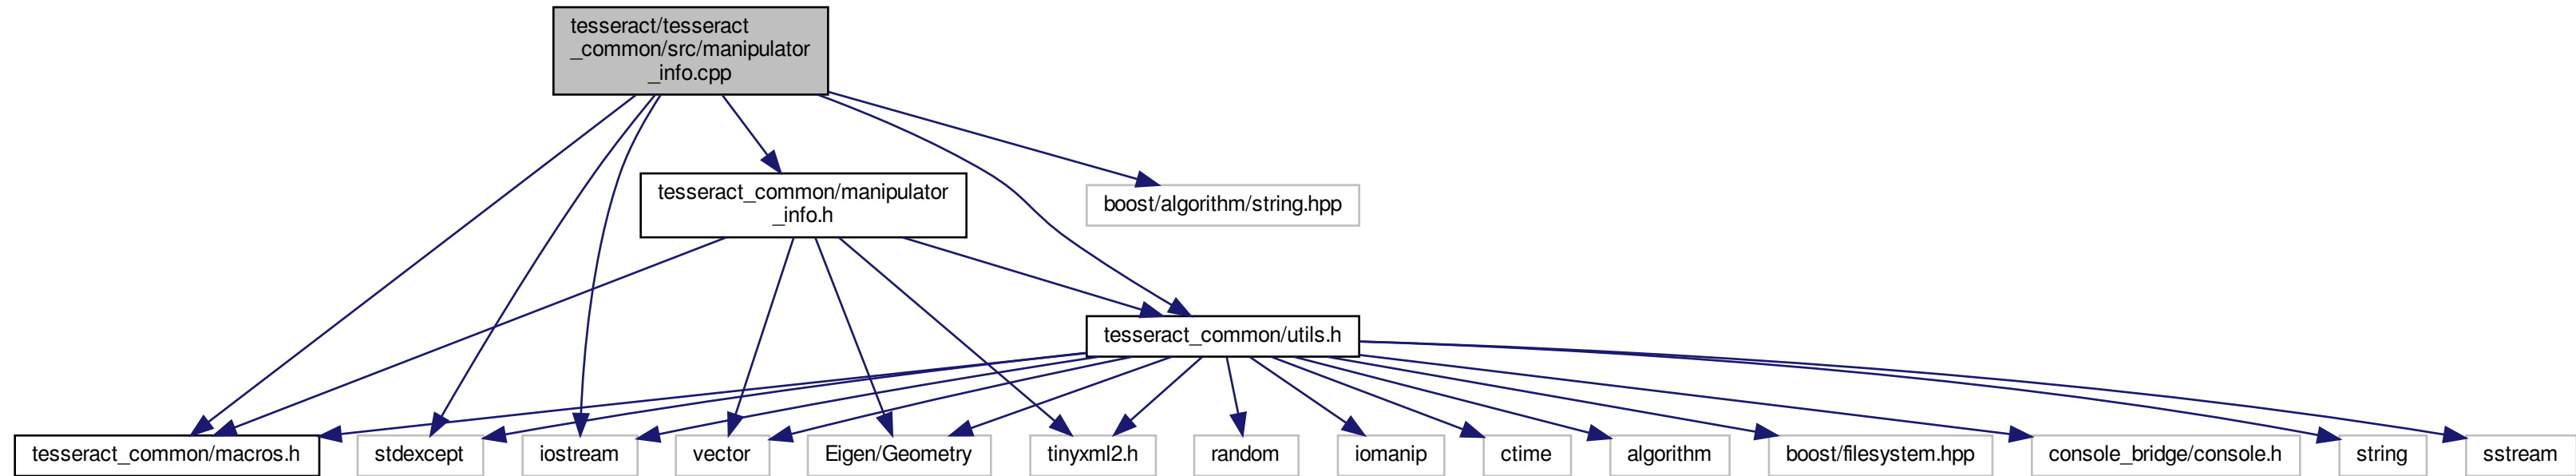 tesseract/tesseract
_common/src/manipulator
_info.cpp
tesseract_common/manipulator
_info.h
boost/algorithm/string.hpp
tesseract_common/utils.h
tesseract_common/macros.h
stdexcept
iostream
vector
Eigen/Geometry
tinyxml2.h
random
iomanip
ctime
algorithm
boost/filesystem.hpp
console_bridge/console.h
string
sstream